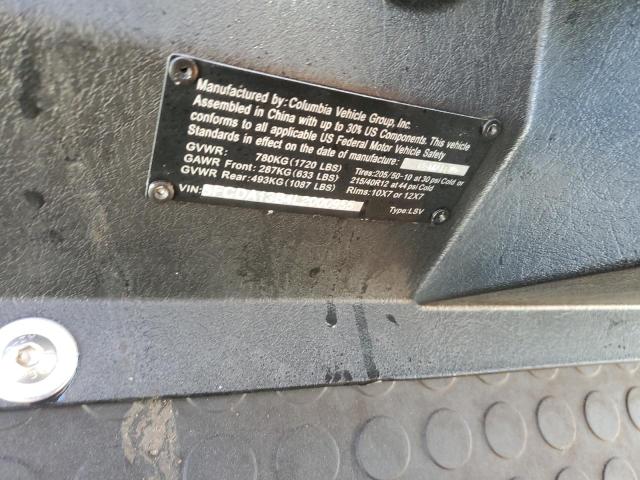 Manufactured by: Columbia Vehicle Group, Inc.
Assembled in China with up to 30% US Components. This vehicle
conforms to all applicable US Federal Motor Vehicle Safety
Standards in effect on the date of manufacture:
GVWR: 780KG(1720 LBS)
GAWR Front: 287KG(633 LBS)
GVWR Rear: 493KG(1087 LBS)
Tires:205/50-10 at 30 psi Cold or
215/40R12 at 44 psi Cold
Rims: 10X7 or 12X7
VIN:
Type: LSV